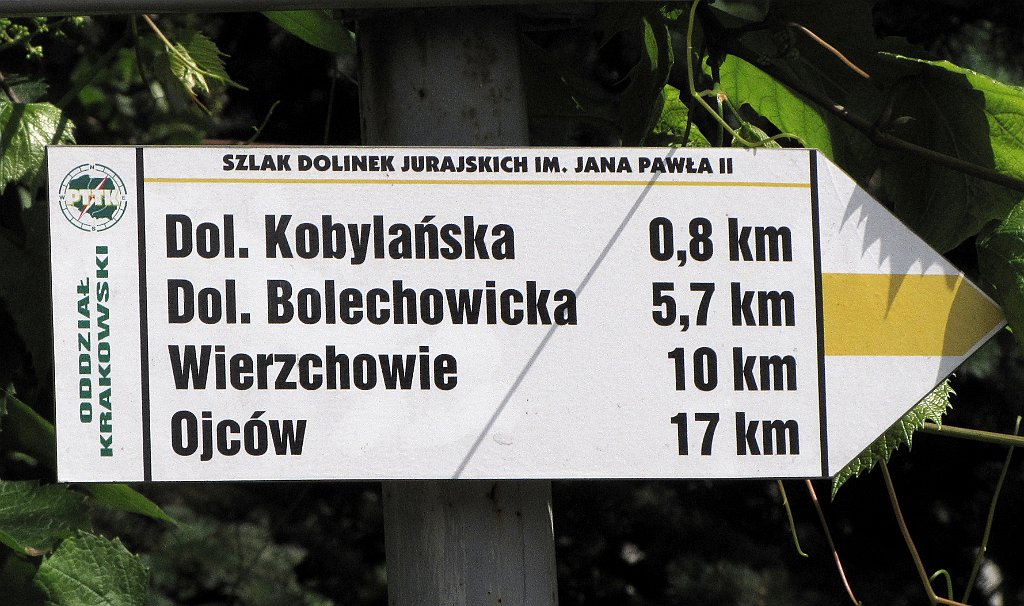 SZLAK DOLINEK JURAJSKICH IM. JANA PAWŁA II
PTTK
ODDZIAŁ
KRAKOWSKI
Dol. Kobylańska 0,8 km
Dol. Bolechowicka 5,7 km
Wierzchowie 10 km
Ojców 17 km